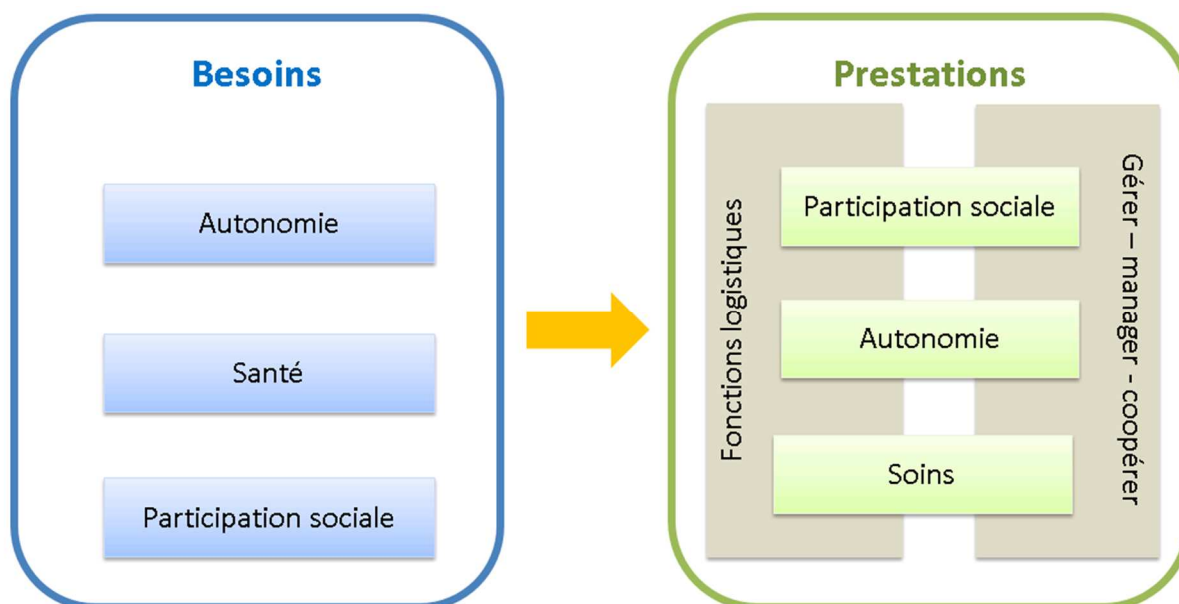 Besoins
Autonomie
Santé
Participation sociale
Prestations
Fonctions logistiques
Participation sociale
Autonomie
Soins
Gérer – manager - coopérer